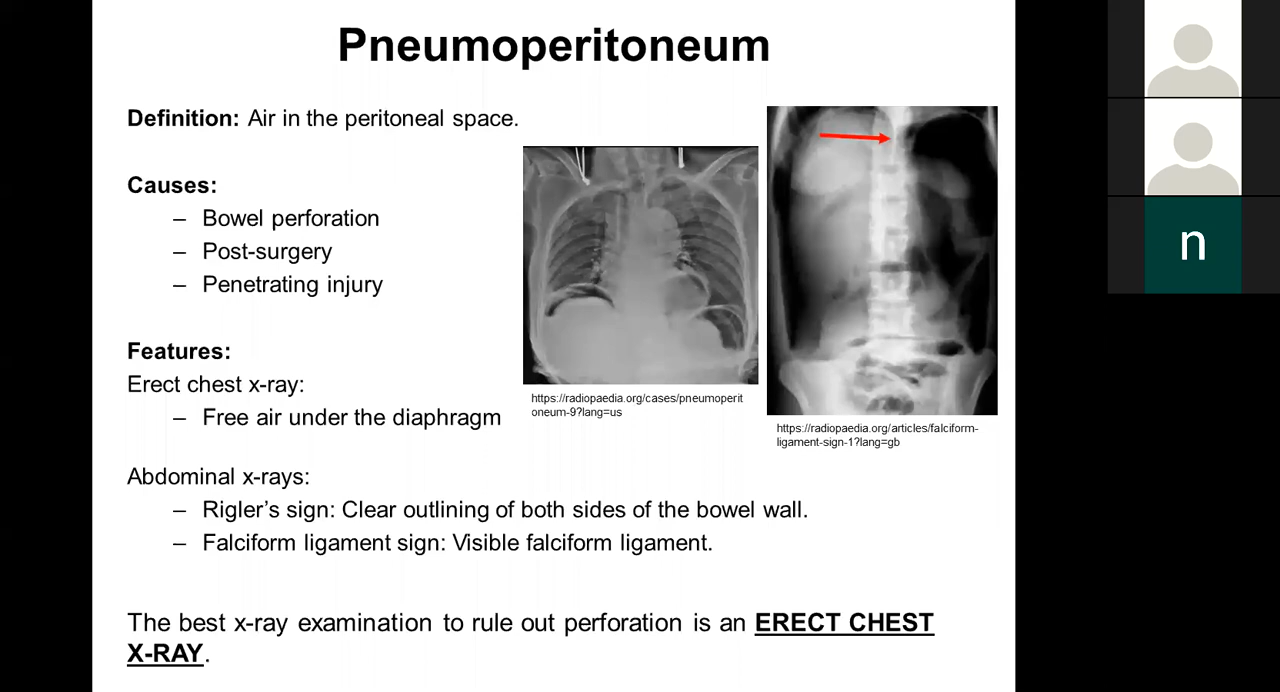 Pneumoperitoneum
Definition: Air in the peritoneal space.
Causes:
– Bowel perforation
– Post-surgery
– Penetrating injury
Features:
Erect chest x-ray:
– Free air under the diaphragm
https://radiopaedia.org/cases/pneumoperit
oneum-9?lang=us
https://radiopaedia.org/articles/falciform-
ligament-sign-1?lang=gb
Abdominal x-rays:
– Rigler’s sign: Clear outlining of both sides of the bowel wall.
– Falciform ligament sign: Visible falciform ligament.
The best x-ray examination to rule out perforation is an ERECT CHEST
X-RAY.
n